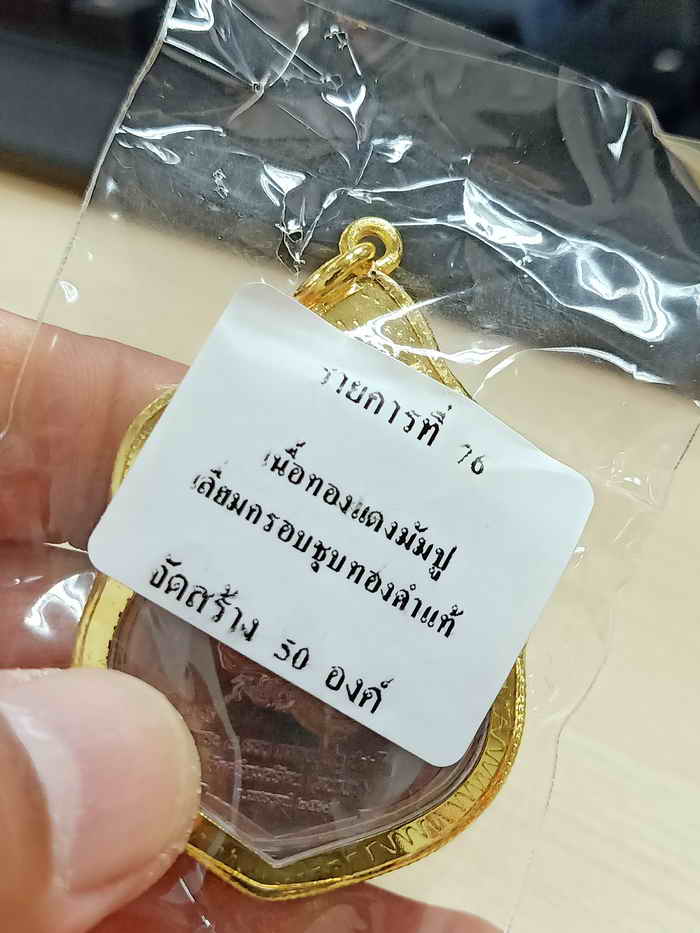 รายการที่ 76
เนื้อทองแดงมันปู
เลี่ยมกรอบชุบทองคำแท้
จัดสร้าง 50 องค์